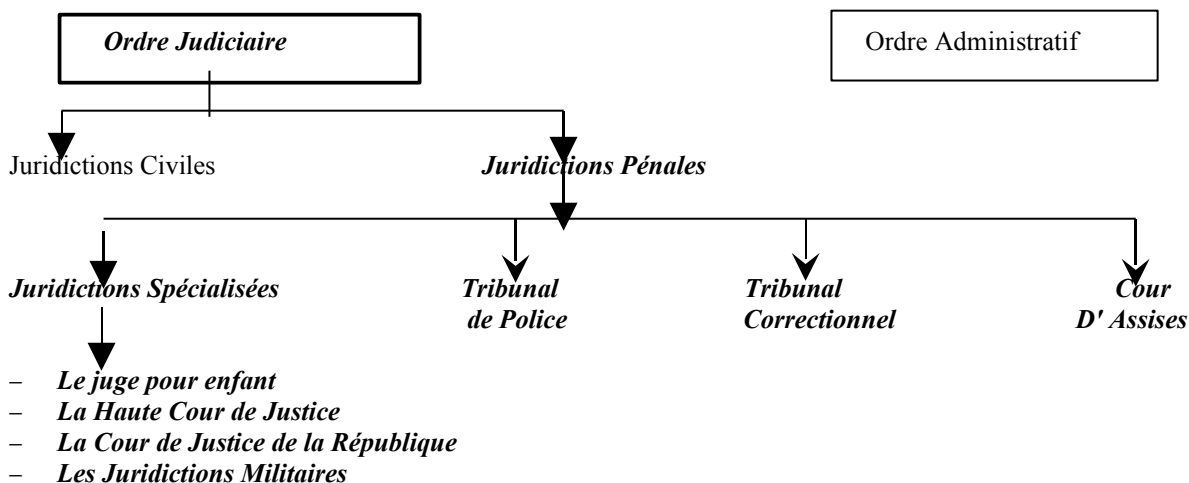 Ordre Judiciaire
Ordre Administratif
Juridictions Civiles
Juridictions Pénales
Juridictions Spécialisées
Tribunal
de Police
Tribunal
Correctionnel
Cour
D' Assises
– Le juge pour enfant
– La Haute Cour de Justice
– La Cour de Justice de la République
– Les Juridictions Militaires